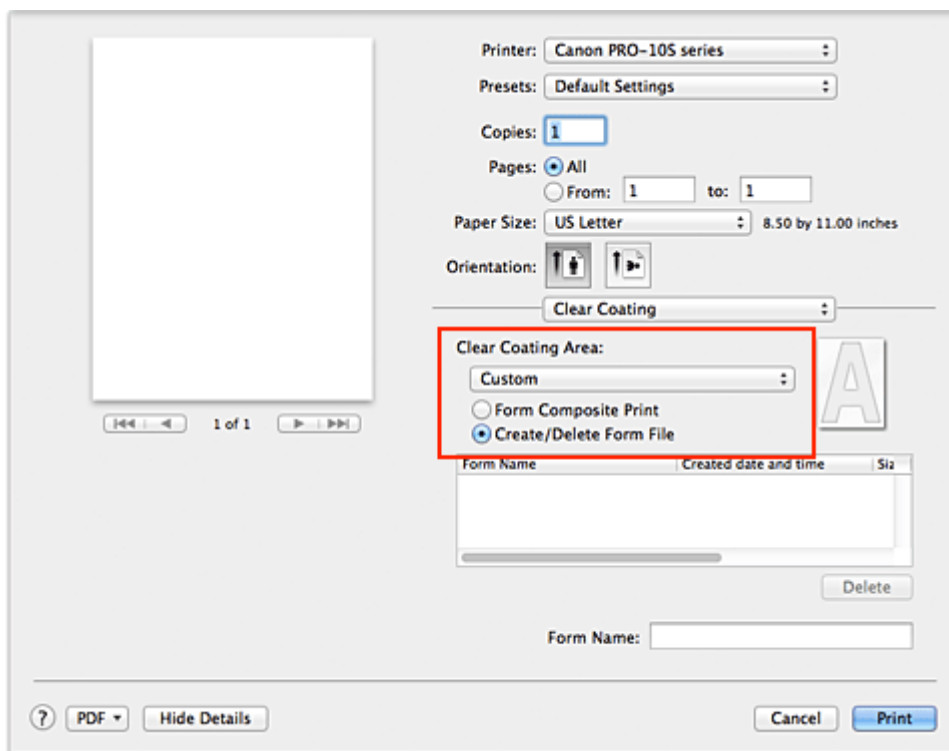 Printer: Canon PRO-10S series
Presets: Default Settings
Copies: 1
Pages: All
From: 1 to: 1
Paper Size: US Letter 8.50 by 11.00 inches
Orientation:
Clear Coating
Clear Coating Area:
Custom
Form Composite Print
Create/Delete Form File
A
1 of 1
Form Name Created date and time Siz
Delete
Form Name:
? PDF Hide Details Cancel Print